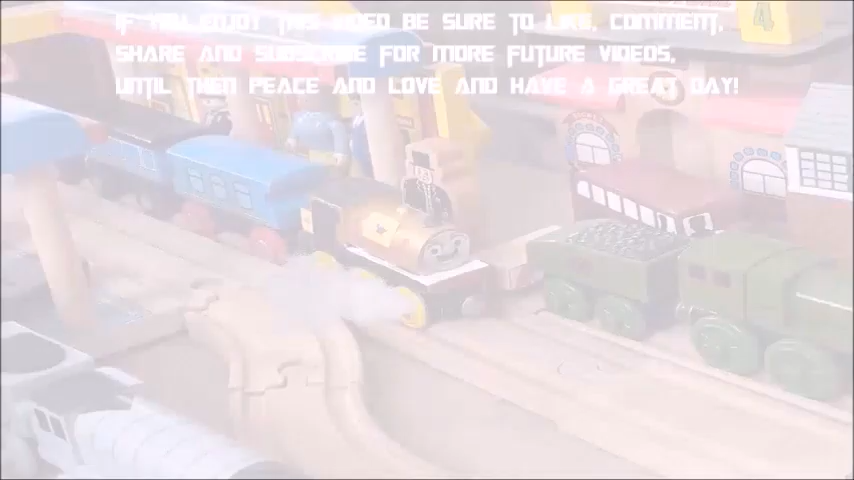 IF YOU ENJOY THIS VIDEO BE SURE TO LIKE, COMMENT,
SHARE AND SUBSCRIBE FOR MORE FUTURE VIDEOS,
UNTIL THEN PEACE AND LOVE AND HAVE A GREAT DAY!
4